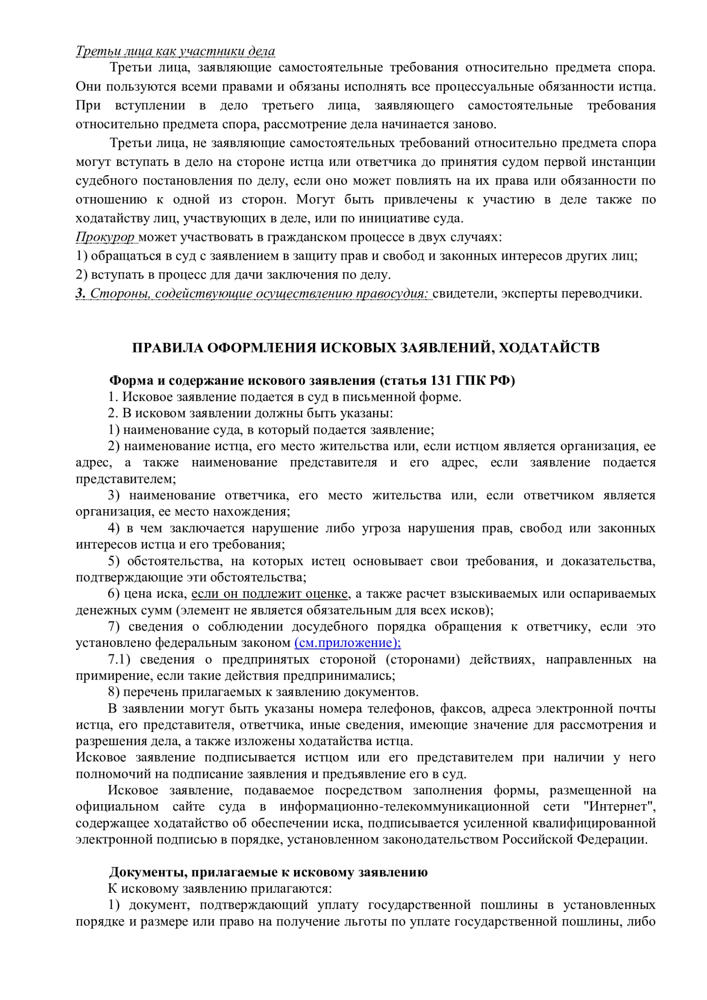 Третьи лица как участники дела
Третьи лица, заявляющие самостоятельные требования относительно предмета спора.
Они пользуются всеми правами и обязаны исполнять все процессуальные обязанности истца.
При вступлении в дело третьего лица, заявляющего самостоятельные требования
относительно предмета спора, рассмотрение дела начинается заново.
Третьи лица, не заявляющие самостоятельных требований относительно предмета спора
могут вступать в дело на стороне истца или ответчика до принятия судом первой инстанции
судебного постановления по делу, если оно может повлиять на их права или обязанности по
отношению к одной из сторон. Могут быть привлечены к участию в деле также по
ходатайству лиц, участвующих в деле, или по инициативе суда.
Прокурор может участвовать в гражданском процессе в двух случаях:
1) обращаться в суд с заявлением в защиту прав и свобод и законных интересов других лиц;
2) вступать в процесс для дачи заключения по делу.
3. Стороны, содействующие осуществлению правосудия: свидетели, эксперты переводчики.
ПРАВИЛА ОФОРМЛЕНИЯ ИСКОВЫХ ЗАЯВЛЕНИЙ, ХОДАТАЙСТВ
Форма и содержание искового заявления (статья 131 ГПК РФ)
1. Исковое заявление подается в суд в письменной форме.
2. В исковом заявлении должны быть указаны:
1) наименование суда, в который подается заявление;
2) наименование истца, его место жительства или, если истцом является организация, ее
адрес, а также наименование представителя и его адрес, если заявление подается
представителем;
3) наименование ответчика, его место жительства или, если ответчиком является
организация, ее место нахождения;
4) в чем заключается нарушение либо угроза нарушения прав, свобод или законных
интересов истца и его требования;
5) обстоятельства, на которых истец основывает свои требования, и доказательства,
подтверждающие эти обстоятельства;
6) цена иска, если он подлежит оценке, а также расчет взыскиваемых или оспариваемых
денежных сумм (элемент не является обязательным для всех исков);
7) сведения о соблюдении досудебного порядка обращения к ответчику, если это
установлено федеральным законом (см.приложение);
7.1) сведения о предпринятых стороной (сторонами) действиях, направленных на
примирение, если такие действия предпринимались;
8) перечень прилагаемых к заявлению документов.
В заявлении могут быть указаны номера телефонов, факсов, адреса электронной почты
истца, его представителя, ответчика, иные сведения, имеющие значение для рассмотрения и
разрешения дела, а также изложены ходатайства истца.
Исковое заявление подписывается истцом или его представителем при наличии у него
полномочий на подписание заявления и предъявление его в суд.
Исковое заявление, подаваемое посредством заполнения формы, размещенной на
официальном сайте суда в информационно-телекоммуникационной сети "Интернет",
содержащее ходатайство об обеспечении иска, подписывается усиленной квалифицированной
электронной подписью в порядке, установленном законодательством Российской Федерации.
Документы, прилагаемые к исковому заявлению
К исковому заявлению прилагаются:
1) документ, подтверждающий уплату государственной пошлины в установленных
порядке и размере или право на получение льготы по уплате государственной пошлины, либо